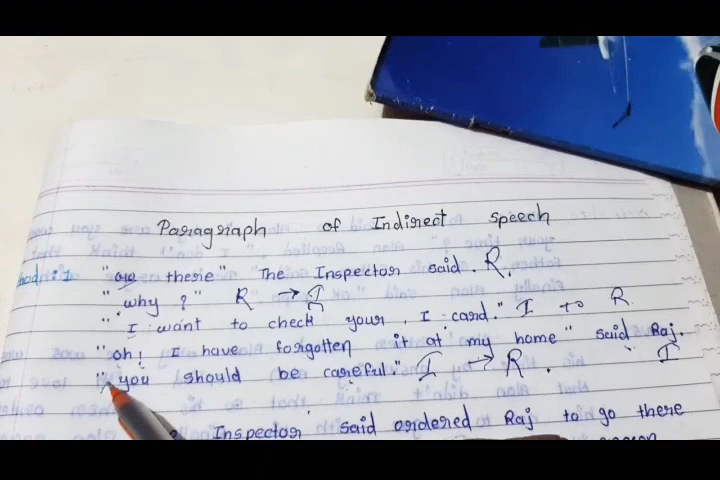 Paragraph of Indirect speech
"Go there" The Inspector said. R.
"why ?" R → I
"I want to check your I card." I to R
"oh! I have forgotten it at my home" said Raj. I
"you should be careful." I → R.
Inspector said ordered Raj to go there